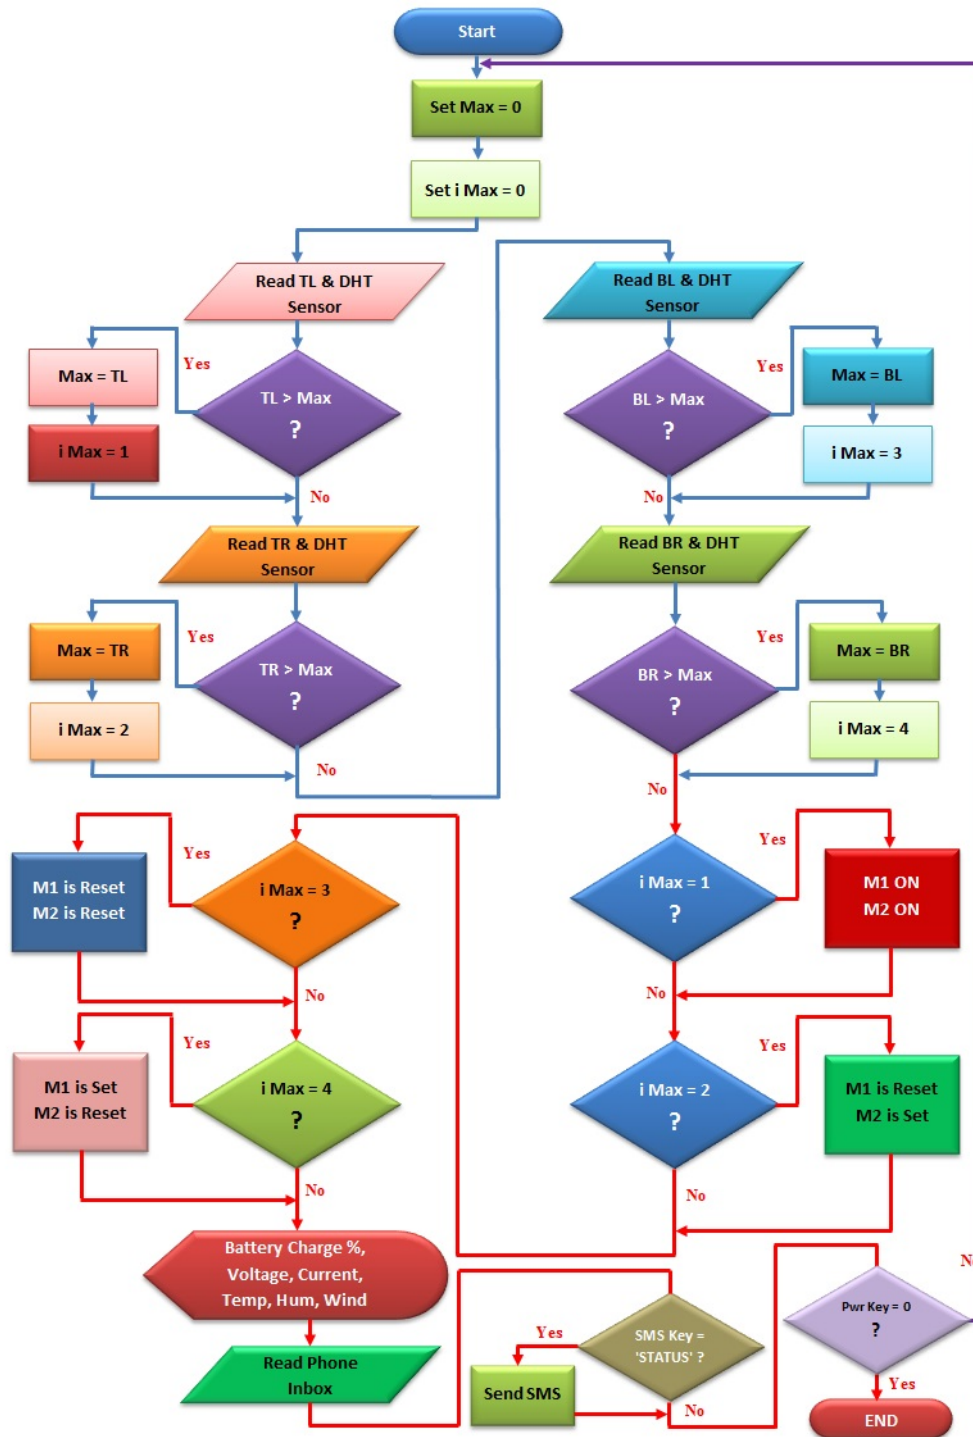 Start
Set Max = 0
Set i Max = 0
Read TL & DHT
Sensor
Yes
Max = TL
TL > Max
?
i Max = 1
No
Read TR & DHT
Sensor
Yes
Max = TR
TR > Max
?
i Max = 2
No
Read BL & DHT
Sensor
Yes
Max = BL
BL > Max
?
i Max = 3
No
Read BR & DHT
Sensor
Yes
Max = BR
BR > Max
?
i Max = 4
No
i Max = 1
?
Yes
M1 ON
M2 ON
No
i Max = 2
?
Yes
M1 is Reset
M2 is Set
No
i Max = 3
?
Yes
M1 is Reset
M2 is Reset
No
i Max = 4
?
Yes
M1 is Set
M2 is Reset
No
Battery Charge %,
Voltage, Current,
Temp, Hum, Wind
Read Phone
Inbox
SMS Key =
'STATUS' ?
Yes
Send SMS
No
Pwr Key = 0
?
No
Yes
END